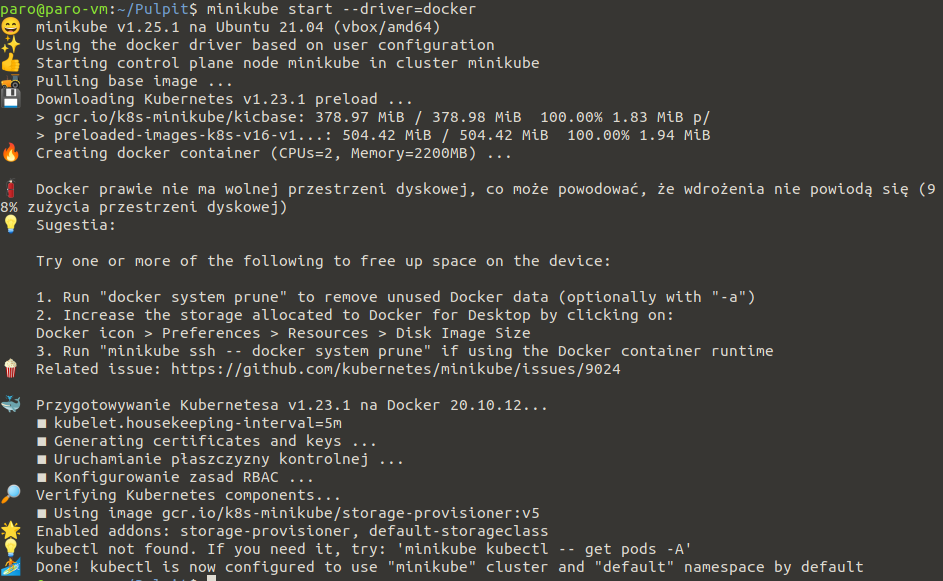 paro@paro-vm:~/Pulpit$ minikube start --driver=docker
😄 minikube v1.25.1 na Ubuntu 21.04 (vbox/amd64)
✨ Using the docker driver based on user configuration
👍 Starting control plane node minikube in cluster minikube
🚜 Pulling base image ...
💾 Downloading Kubernetes v1.23.1 preload ...
> gcr.io/k8s-minikube/kicbase: 378.97 MiB / 378.98 MiB 100.00% 1.83 MiB p/
> preloaded-images-k8s-v16-v1...: 504.42 MiB / 504.42 MiB 100.00% 1.94 MiB
🔥 Creating docker container (CPUs=2, Memory=2200MB) ...
🧯 Docker prawie nie ma wolnej przestrzeni dyskowej, co może powodować, że wdrożenia nie powiodą się (9
8% zużycia przestrzeni dyskowej)
💡 Sugestia:
Try one or more of the following to free up space on the device:
1. Run "docker system prune" to remove unused Docker data (optionally with "-a")
2. Increase the storage allocated to Docker for Desktop by clicking on:
Docker icon > Preferences > Resources > Disk Image Size
3. Run "minikube ssh -- docker system prune" if using the Docker container runtime
🍿 Related issue: https://github.com/kubernetes/minikube/issues/9024
🐳 Przygotowywanie Kubernetesa v1.23.1 na Docker 20.10.12...
■ kubelet.housekeeping-interval=5m
■ Generating certificates and keys ...
■ Uruchamianie płaszczyzny kontrolnej ...
■ Konfigurowanie zasad RBAC ...
🔎 Verifying Kubernetes components...
■ Using image gcr.io/k8s-minikube/storage-provisioner:v5
🌟 Enabled addons: storage-provisioner, default-storageclass
💡 kubectl not found. If you need it, try: 'minikube kubectl -- get pods -A'
🏄 Done! kubectl is now configured to use "minikube" cluster and "default" namespace by default